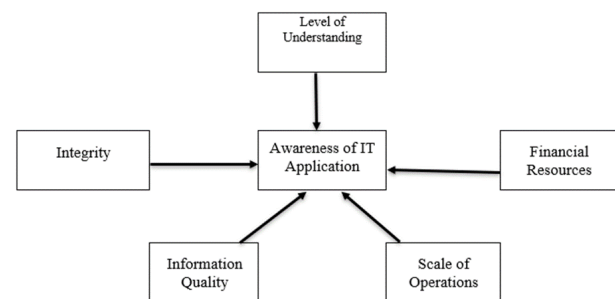 Level of
Understanding
Integrity
Awareness of IT
Application
Financial
Resources
Information
Quality
Scale of
Operations